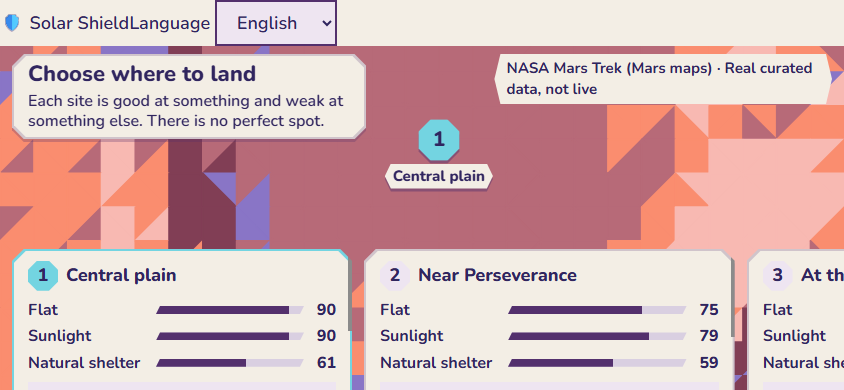 Solar Shield
Language
English
Choose where to land
Each site is good at something and weak at
something else. There is no perfect spot.
NASA Mars Trek (Mars maps) · Real curated
data, not live
1
Central plain
1 Central plain
Flat 90
Sunlight 90
Natural shelter 61
2 Near Perseverance
Flat 75
Sunlight 79
Natural shelter 59
3 At th
Flat
Sunlight
Natural she